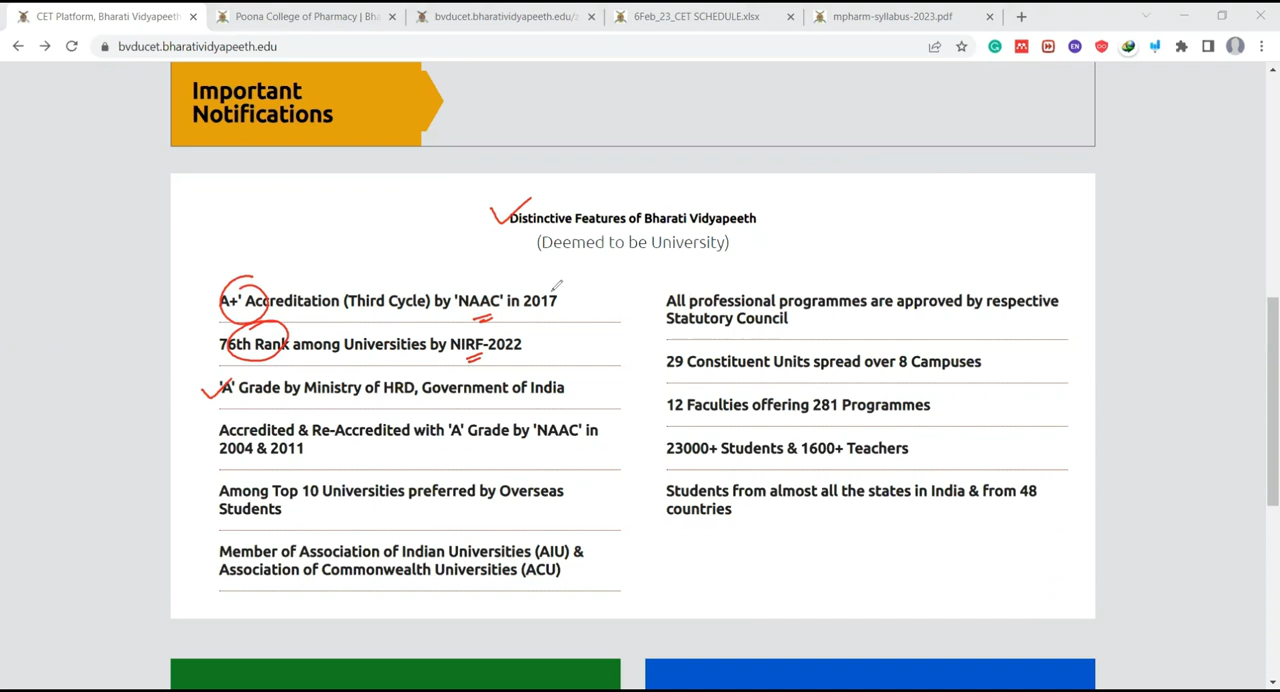 CET Platform, Bharati Vidyapeeth
Poona College of Pharmacy | Bha
bvducet.bharatividyapeeth.edu/z
6Feb_23_CET SCHEDULE.xlsx
mpharm-syllabus-2023.pdf
bvducet.bharatividyapeeth.edu
EN
Important
Notifications
Distinctive Features of Bharati Vidyapeeth
(Deemed to be University)
A+' Accreditation (Third Cycle) by 'NAAC' in 2017
76th Rank among Universities by NIRF-2022
'A' Grade by Ministry of HRD, Government of India
Accredited & Re-Accredited with 'A' Grade by 'NAAC' in
2004 & 2011
Among Top 10 Universities preferred by Overseas
Students
Member of Association of Indian Universities (AIU) &
Association of Commonwealth Universities (ACU)
All professional programmes are approved by respective
Statutory Council
29 Constituent Units spread over 8 Campuses
12 Faculties offering 281 Programmes
23000+ Students & 1600+ Teachers
Students from almost all the states in India & from 48
countries